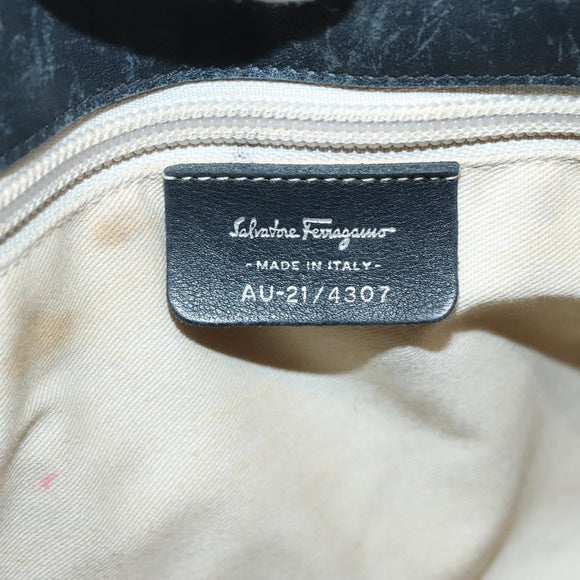 Salvatore Ferragamo
- MADE IN ITALY -
AU-21/4307